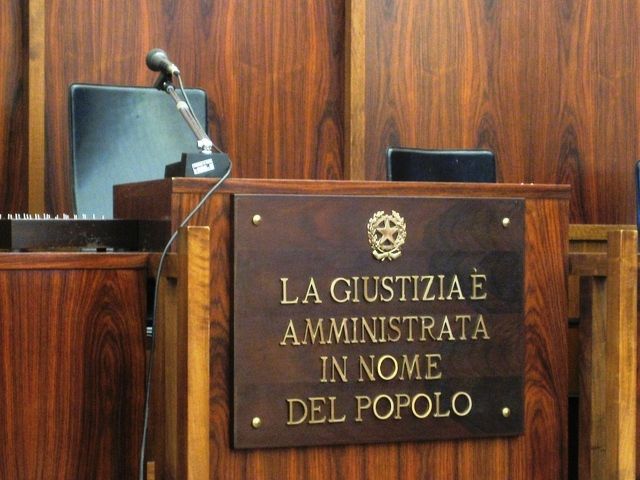 LA GIUSTIZIA È
AMMINISTRATA
IN NOME
DEL POPOLO